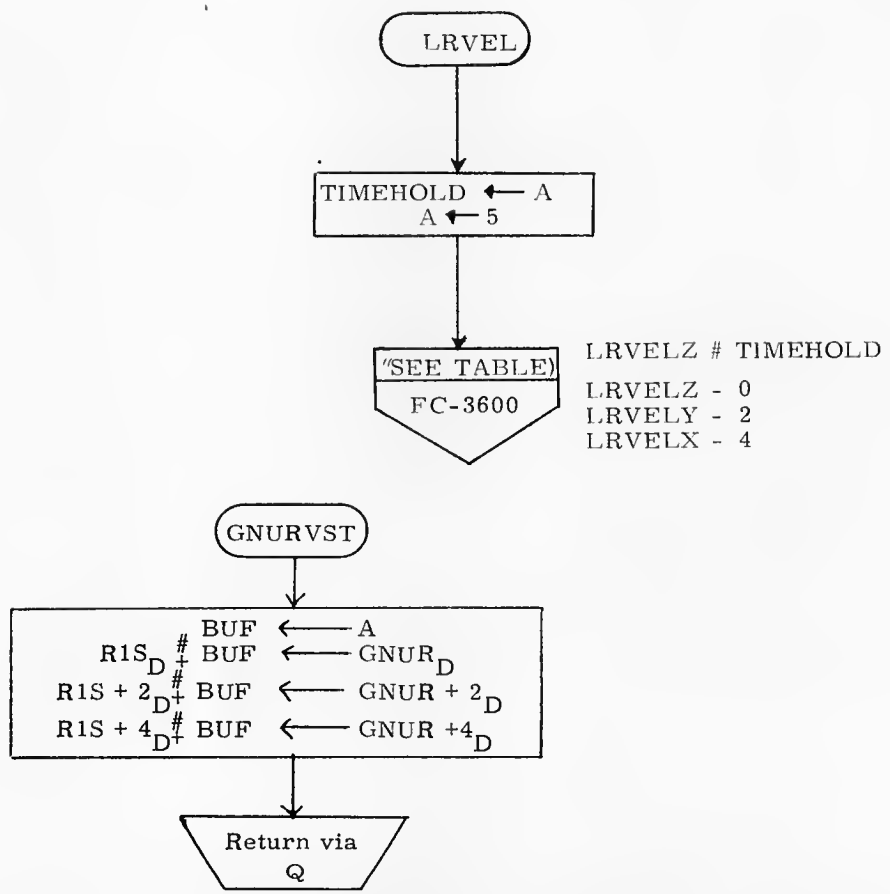 LRVEL
TIMEHOLD ← A
A ← 5
"SEE TABLE)
FC-3600
LRVELZ # TIMEHOLD
LRVELZ - 0
LRVELY - 2
LRVELX - 4
GNURVST
BUF ← A
R1S_D #+ BUF ← GNUR_D
R1S + 2_D #+ BUF ← GNUR + 2_D
R1S + 4_D #+ BUF ← GNUR +4_D
Return via
Q